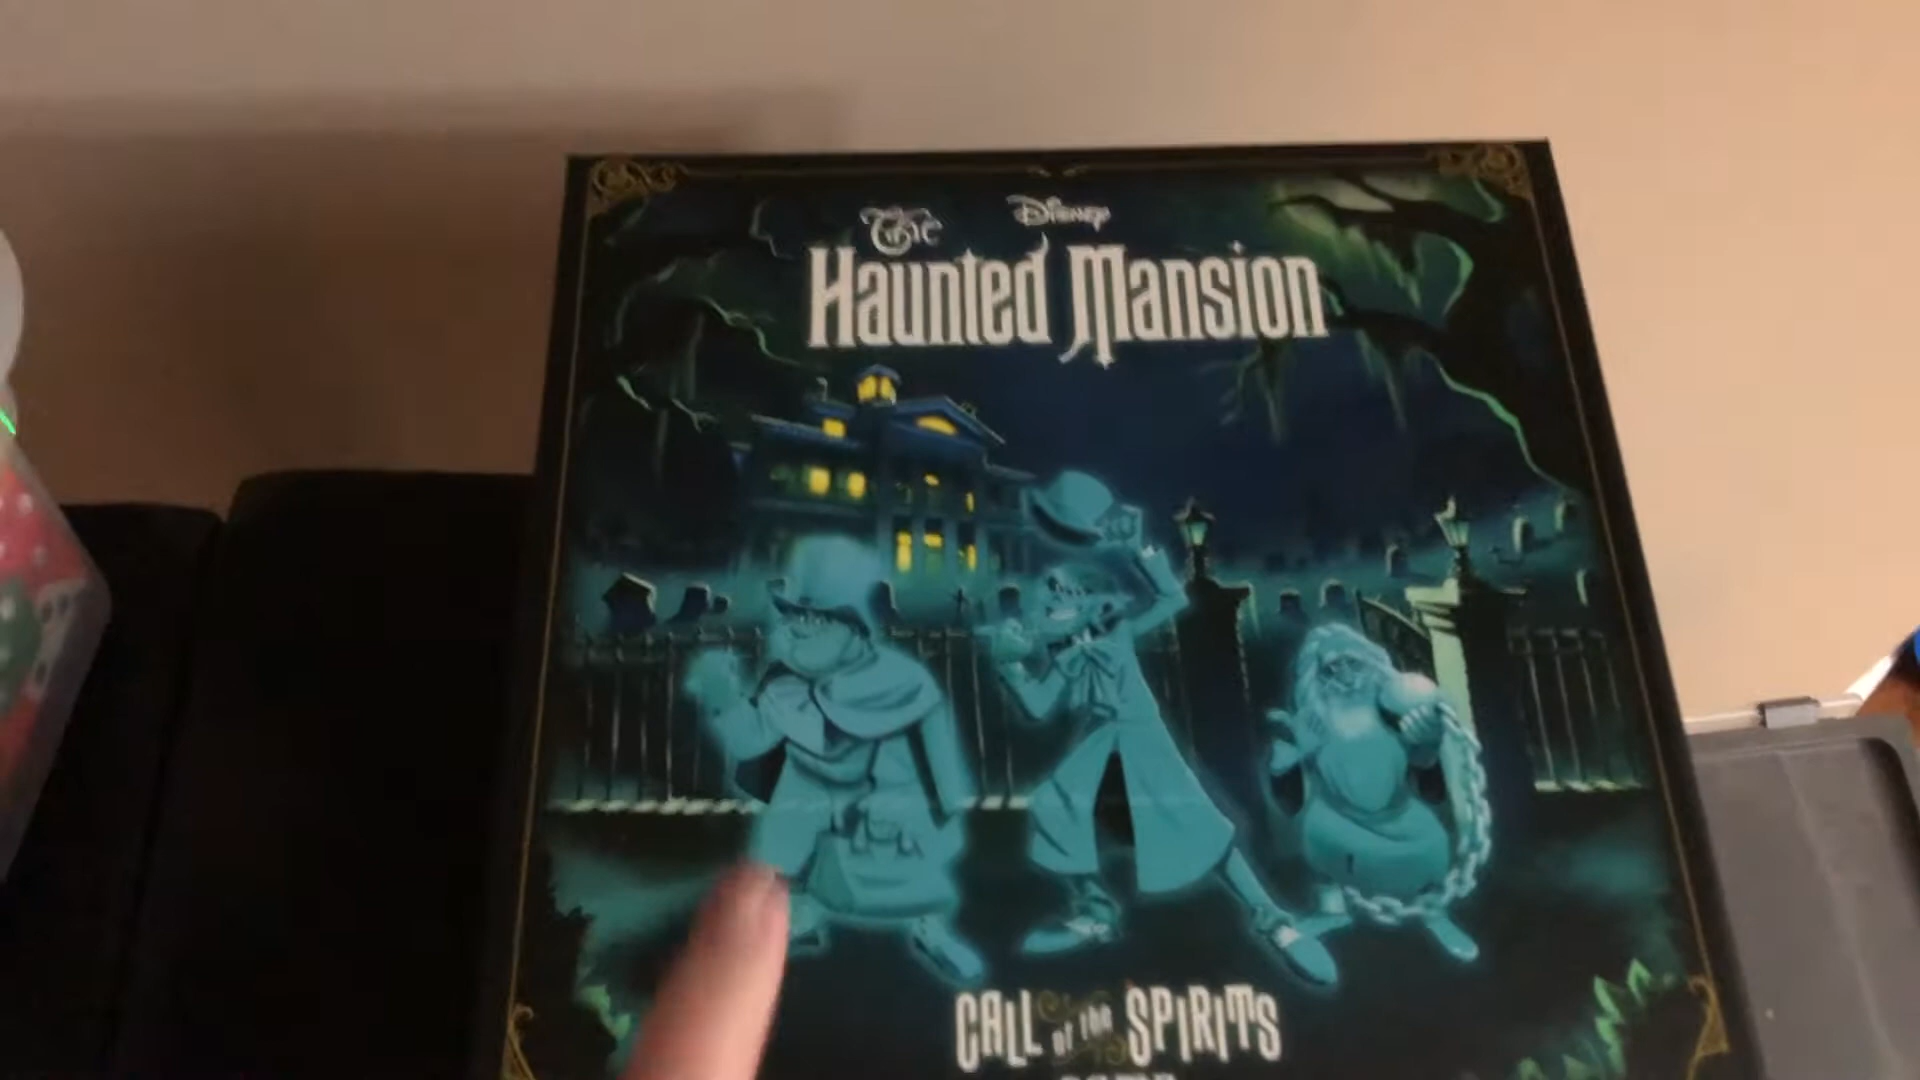 The Disney
Haunted Mansion
CALL of the SPIRITS